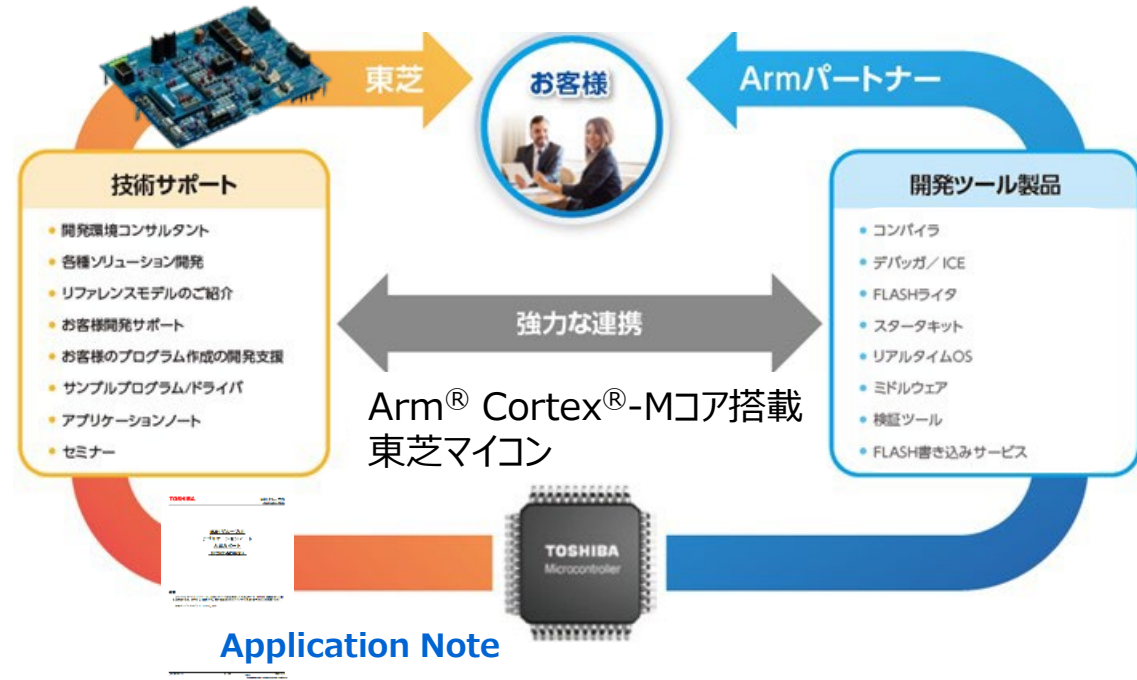 東芝
お客様
Armパートナー
技術サポート
• 開発環境コンサルタント
• 各種ソリューション開発
• リファレンスモデルのご紹介
• お客様開発サポート
• お客様のプログラム作成の開発支援
• サンプルプログラム/ドライバ
• アプリケーションノート
• セミナー
強力な連携
Arm® Cortex®-Mコア搭載
東芝マイコン
開発ツール製品
• コンパイラ
• デバッガ／ICE
• FLASHライタ
• スタータキット
• リアルタイムOS
• ミドルウェア
• 検証ツール
• FLASH書き込みサービス
TOSHIBA
TOSHIBA
Microcontroller
Application Note